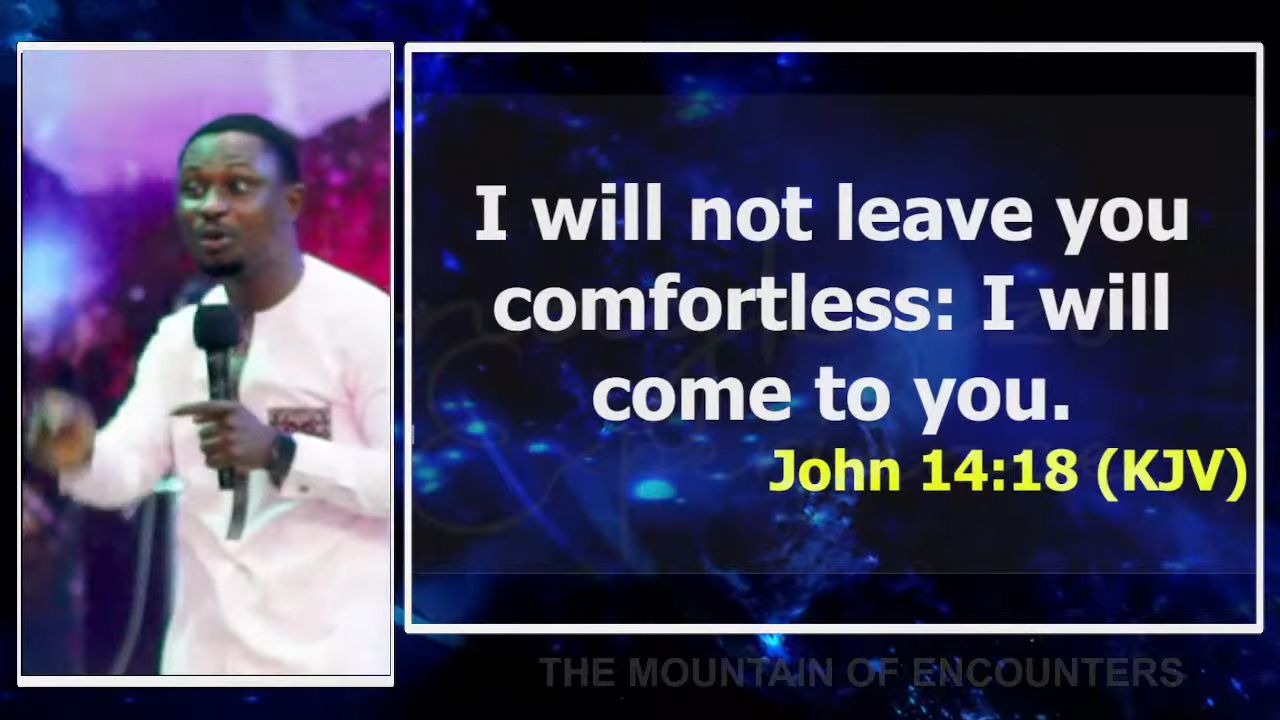 I will not leave you
comfortless: I will
come to you.
John 14:18 (KJV)
THE MOUNTAIN OF ENCOUNTERS